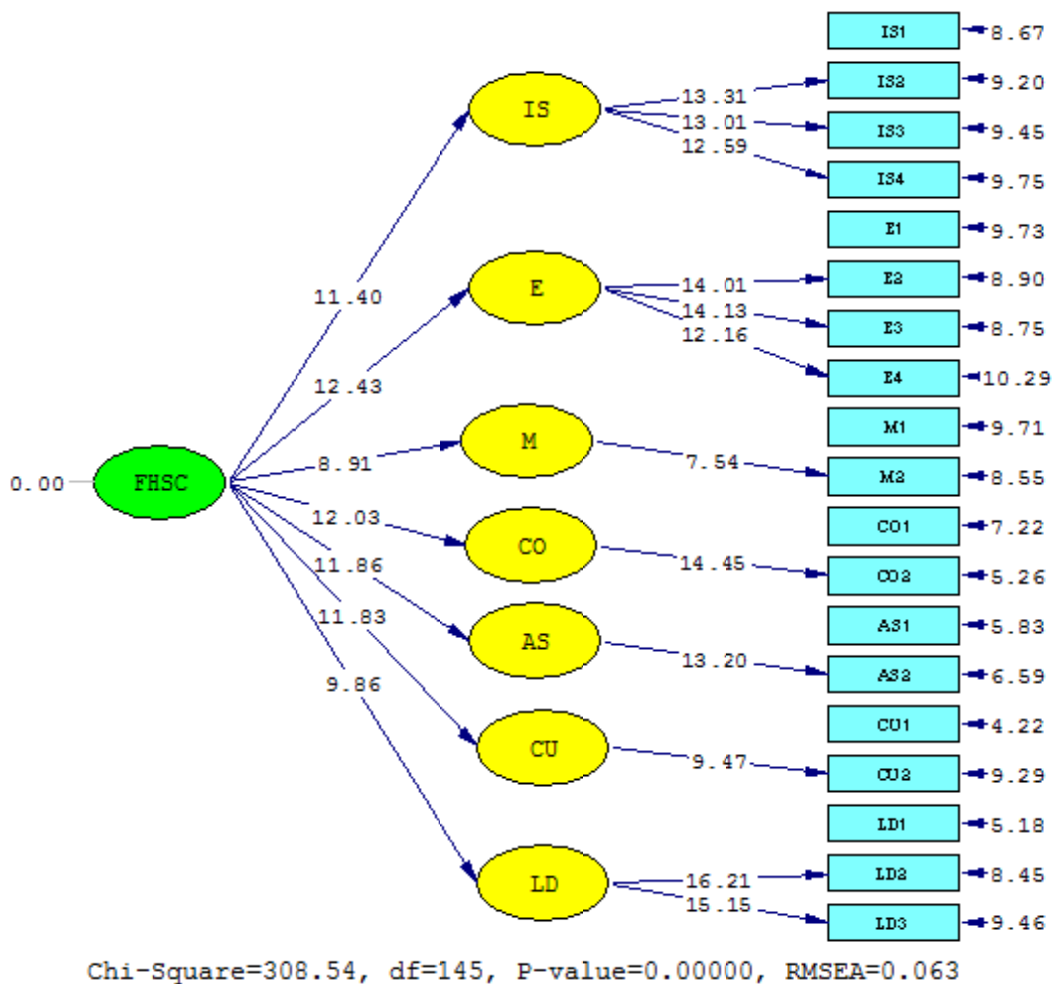 IS1 8.67
IS2 9.20
13.31
IS
13.01
IS3 9.45
12.59
IS4 9.75
E1 9.73
14.01
E2 8.90
E
11.40
14.13
E3 8.75
12.16
E4 10.29
12.43
M1 9.71
M
8.91
7.54
M2 8.55
0.00 FHSC
12.03
CO1 7.22
CO
14.45
CO2 5.26
11.86
AS1 5.83
11.83
AS
13.20
AS2 6.59
9.86
CU1 4.22
CU
9.47
CU2 9.29
LD1 5.18
LD
16.21
LD2 8.45
15.15
LD3 9.46
Chi-Square=308.54, df=145, P-value=0.00000, RMSEA=0.063